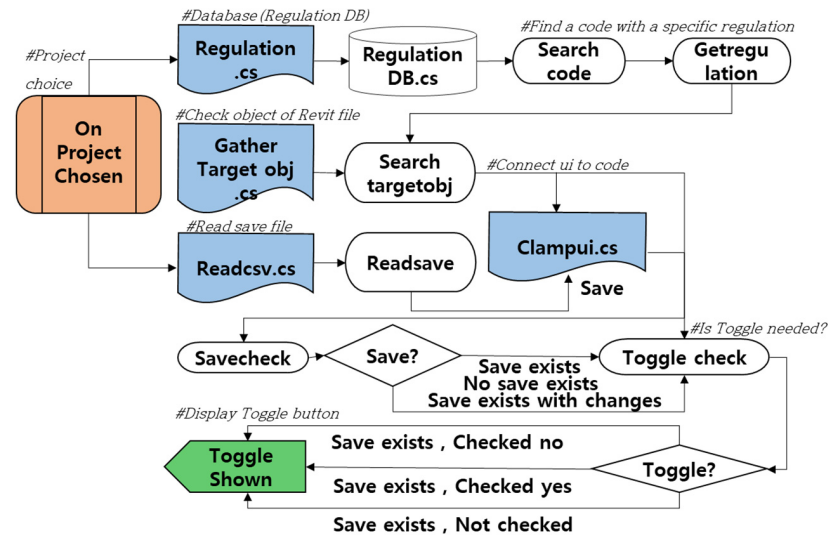 #Database (Regulation DB)
#Find a code with a specific regulation
#Project
choice
Regulation
.cs
Regulation
DB.cs
Search
code
Getregu
lation
On
Project
Chosen
#Check object of Revit file
Gather
Target obj
.cs
Search
targetobj
#Connect ui to code
#Read save file
Readcsv.cs
Readsave
Clampui.cs
Save
#Is Toggle needed?
Savecheck
Save?
Toggle check
Save exists
No save exists
Save exists with changes
#Display Toggle button
Save exists , Checked no
Toggle
Shown
Toggle?
Save exists , Checked yes
Save exists , Not checked